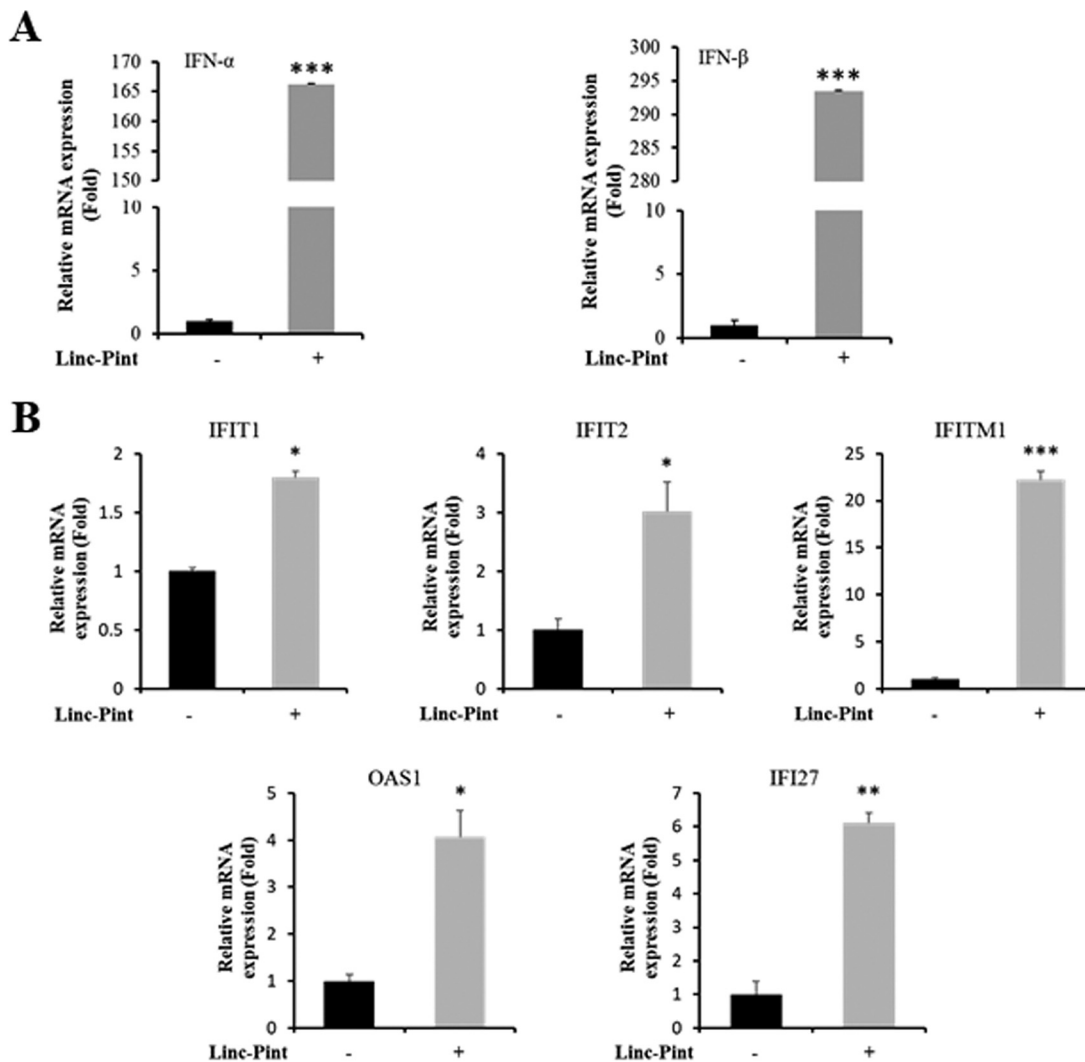 A
IFN-α
Relative mRNA expression
(Fold)
170
165
160
155
150
10
5
0
***
Linc-Pint - +
IFN-β
Relative mRNA expression
(Fold)
300
295
290
285
280
10
5
0
***
Linc-Pint - +
B
IFIT1
Relative mRNA
expression (Fold)
2
1.5
1
0.5
0
*
Linc-Pint - +
IFIT2
Relative mRNA
expression (Fold)
4
3
2
1
0
*
Linc-Pint - +
IFITM1
Relative mRNA
expression (Fold)
25
20
15
10
5
0
***
Linc-Pint - +
OAS1
Relative mRNA
expression (Fold)
5
4
3
2
1
0
*
Linc-Pint - +
IFI27
Relative mRNA
expression (Fold)
7
6
5
4
3
2
1
0
**
Linc-Pint - +